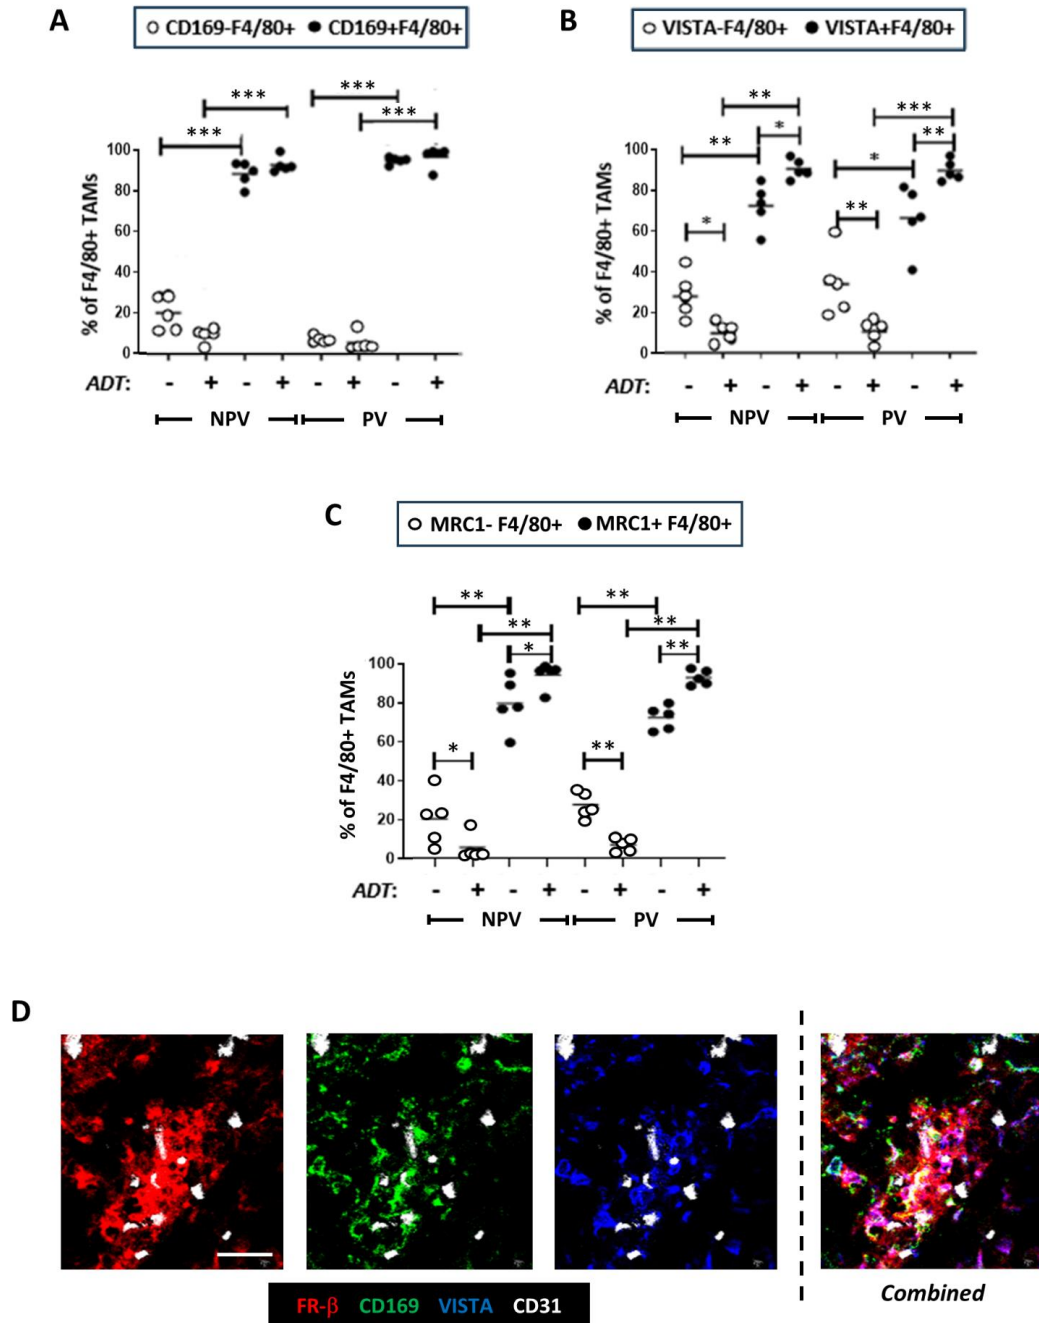 A
CD169-F4/80+ CD169+F4/80+
*** *** *** ***
% of F4/80+ TAMs
100
80
60
40
20
0
ADT: - + - + - + - +
NPV PV
B
VISTA-F4/80+ VISTA+F4/80+
** *** ** * ** * * **
% of F4/80+ TAMs
100
80
60
40
20
0
ADT: - + - + - + - +
NPV PV
C
MRC1- F4/80+ MRC1+ F4/80+
** ** ** ** * ** * **
% of F4/80+ TAMs
100
80
60
40
20
0
ADT: - + - + - + - +
NPV PV
D
FR-β CD169 VISTA CD31
Combined